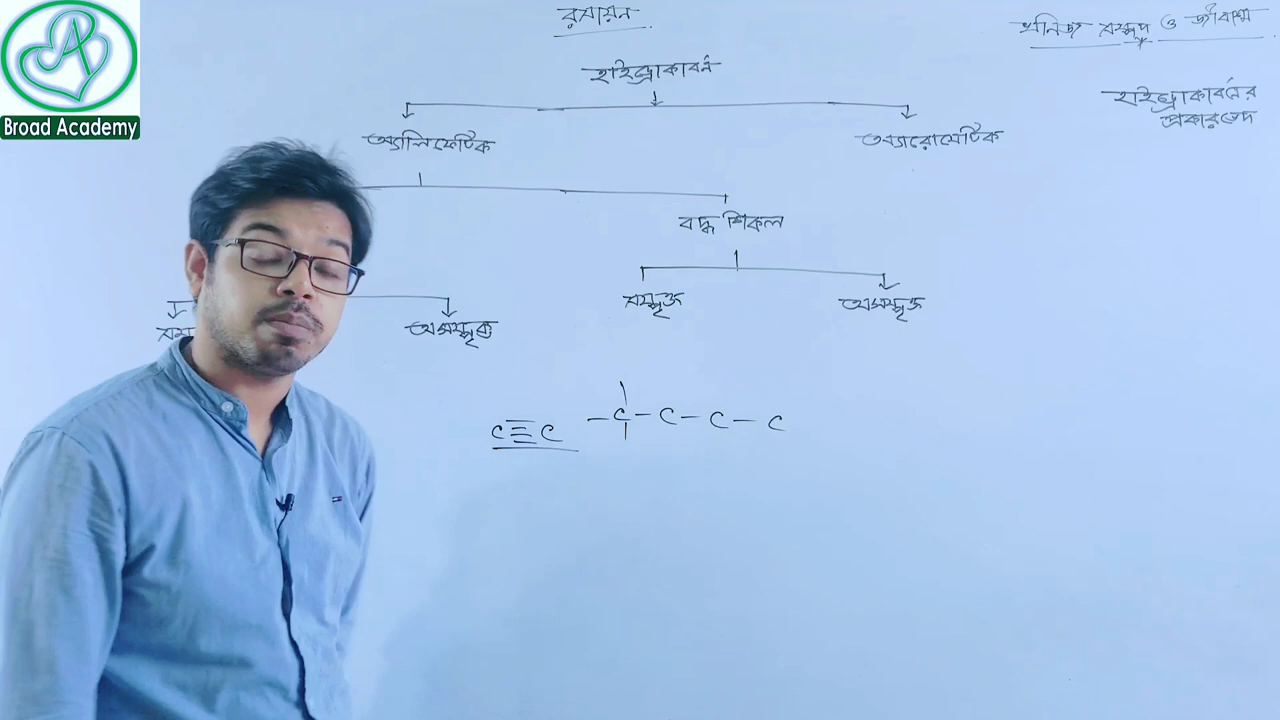 Broad Academy
রসায়ন
খনিজ সম্পদ ও জীবাশ্ম
হাইড্রোকার্বনের
প্রকারভেদ
হাইড্রোকার্বন
অ্যালিফেটিক
অ্যারোমেটিক
বদ্ধ শিকল
সম্পৃক্ত
অসম্পৃক্ত
অসম্পৃক্ত
C≡C
–C–C–C–C